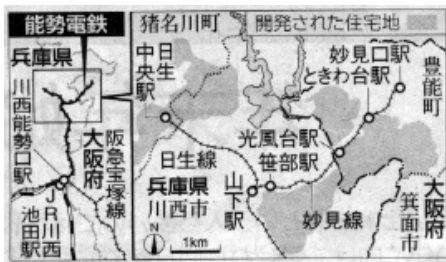 能勢電鉄
兵庫県
川西能勢口駅
大阪府
阪急宝塚線
JR川西池田駅
猪名川町
開発された住宅地
日生中央駅
妙見口駅
ときわ台駅
豊能町
光風台駅
笹部駅
日生線
山下駅
兵庫県
川西市
妙見線
箕面市
大阪府
N
1km